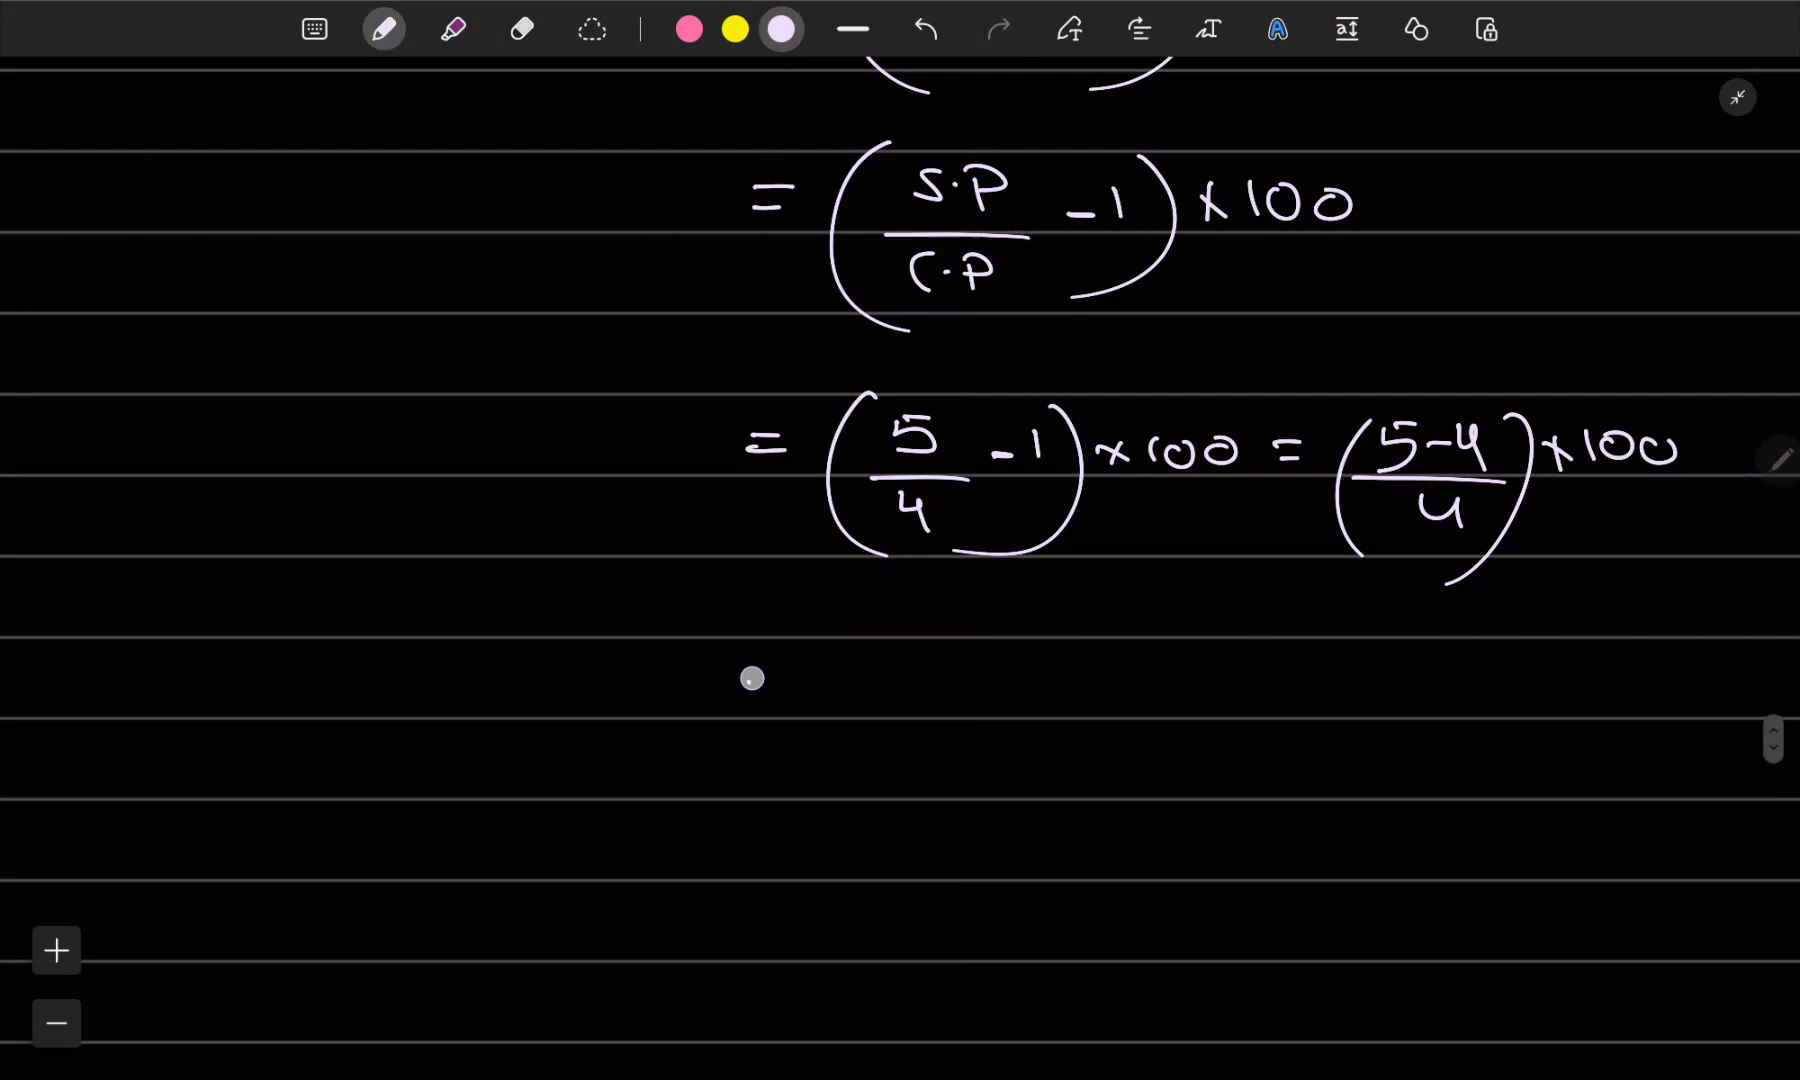 = (S.P/C.P - 1) × 100
= (5/4 - 1) × 100 = (5-4/4) × 100